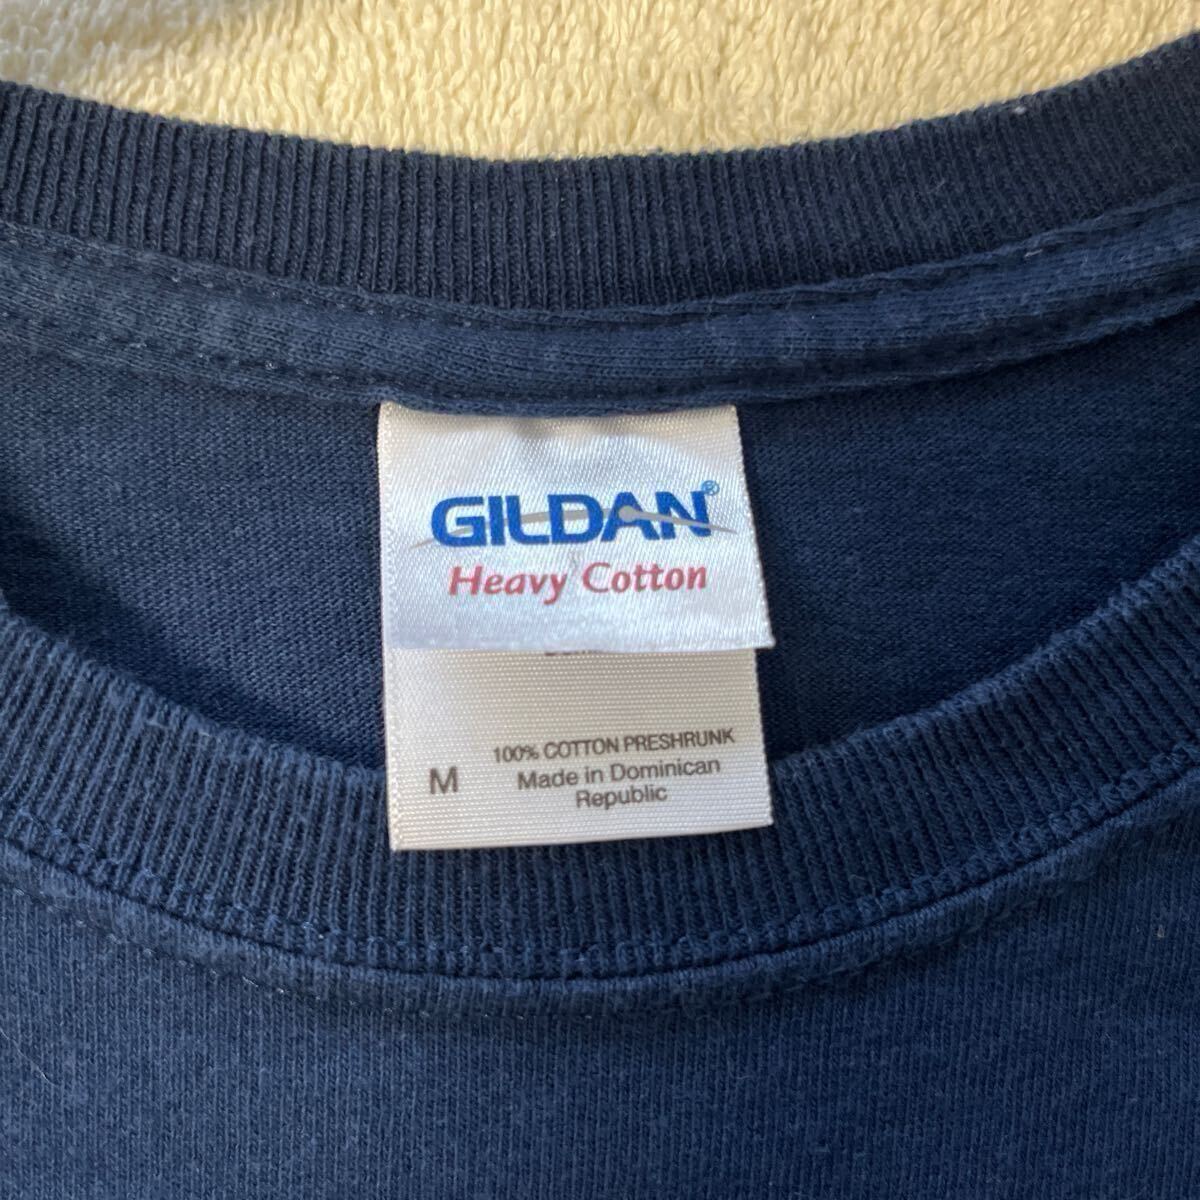 GILDAN®
Heavy Cotton
100% COTTON PRESHRUNK
M Made in Dominican
Republic